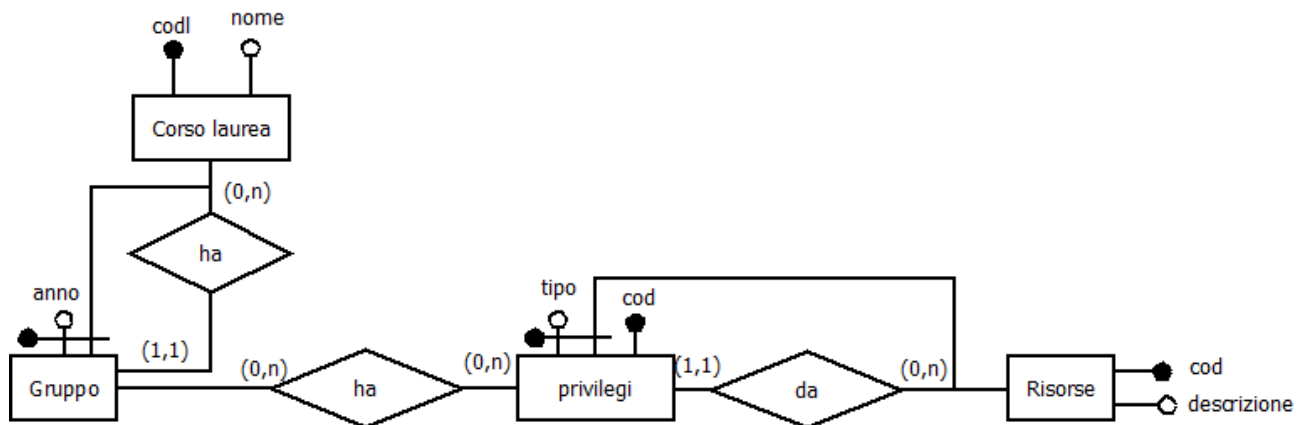 codl nome
Corso laurea
(0,n)
ha
anno
(1,1)
Gruppo
(0,n)
ha
(0,n)
tipo cod
privilegi
(1,1)
da
(0,n)
Risorse
cod
descrizione